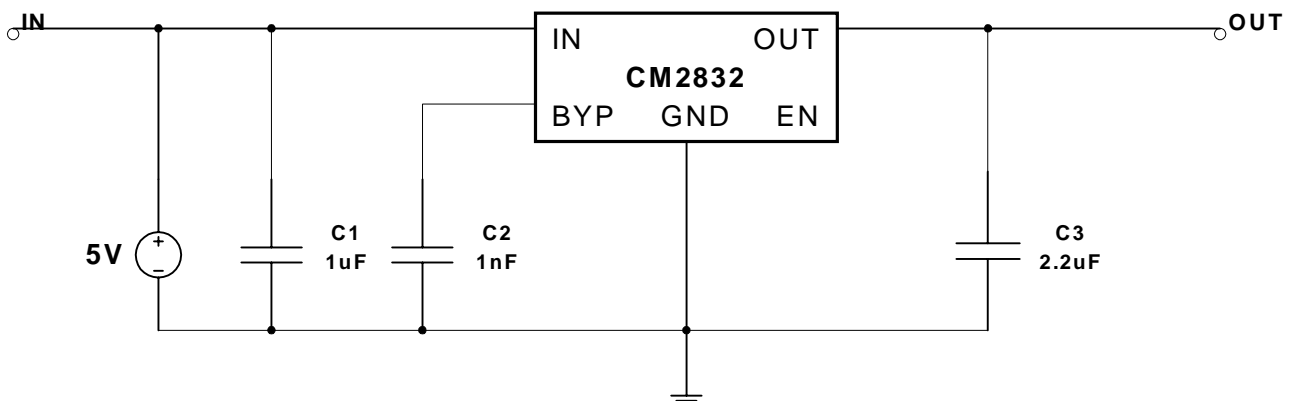 IN
OUT
IN OUT
CM2832
BYP GND EN
5V
C1
1uF
C2
1nF
C3
2.2uF